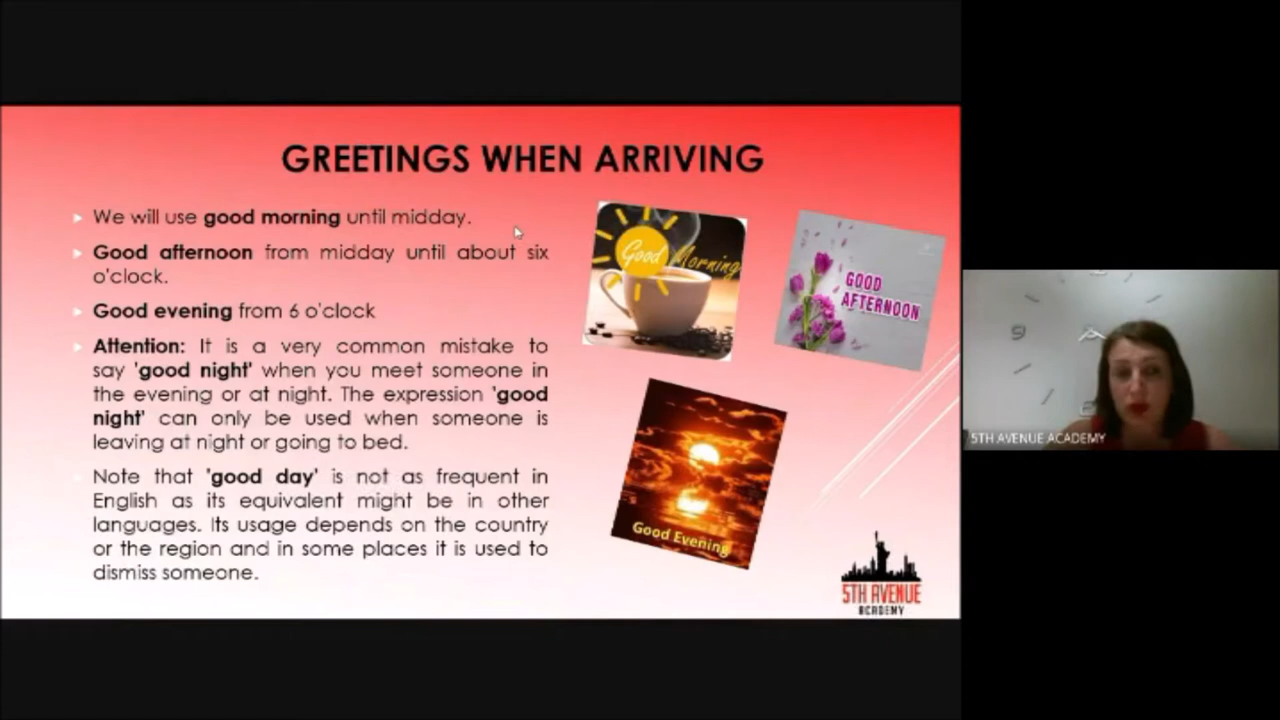 GREETINGS WHEN ARRIVING
We will use good morning until midday.
Good afternoon from midday until about six
o'clock.
Good evening from 6 o'clock
Attention: It is a very common mistake to
say 'good night' when you meet someone in
the evening or at night. The expression 'good
night' can only be used when someone is
leaving at night or going to bed.
Note that 'good day' is not as frequent in
English as its equivalent might be in other
languages. Its usage depends on the country
or the region and in some places it is used to
dismiss someone.
Good Morning
GOOD
AFTERNOON
Good Evening
5TH AVENUE
ACADEMY
9
5TH AVENUE ACADEMY